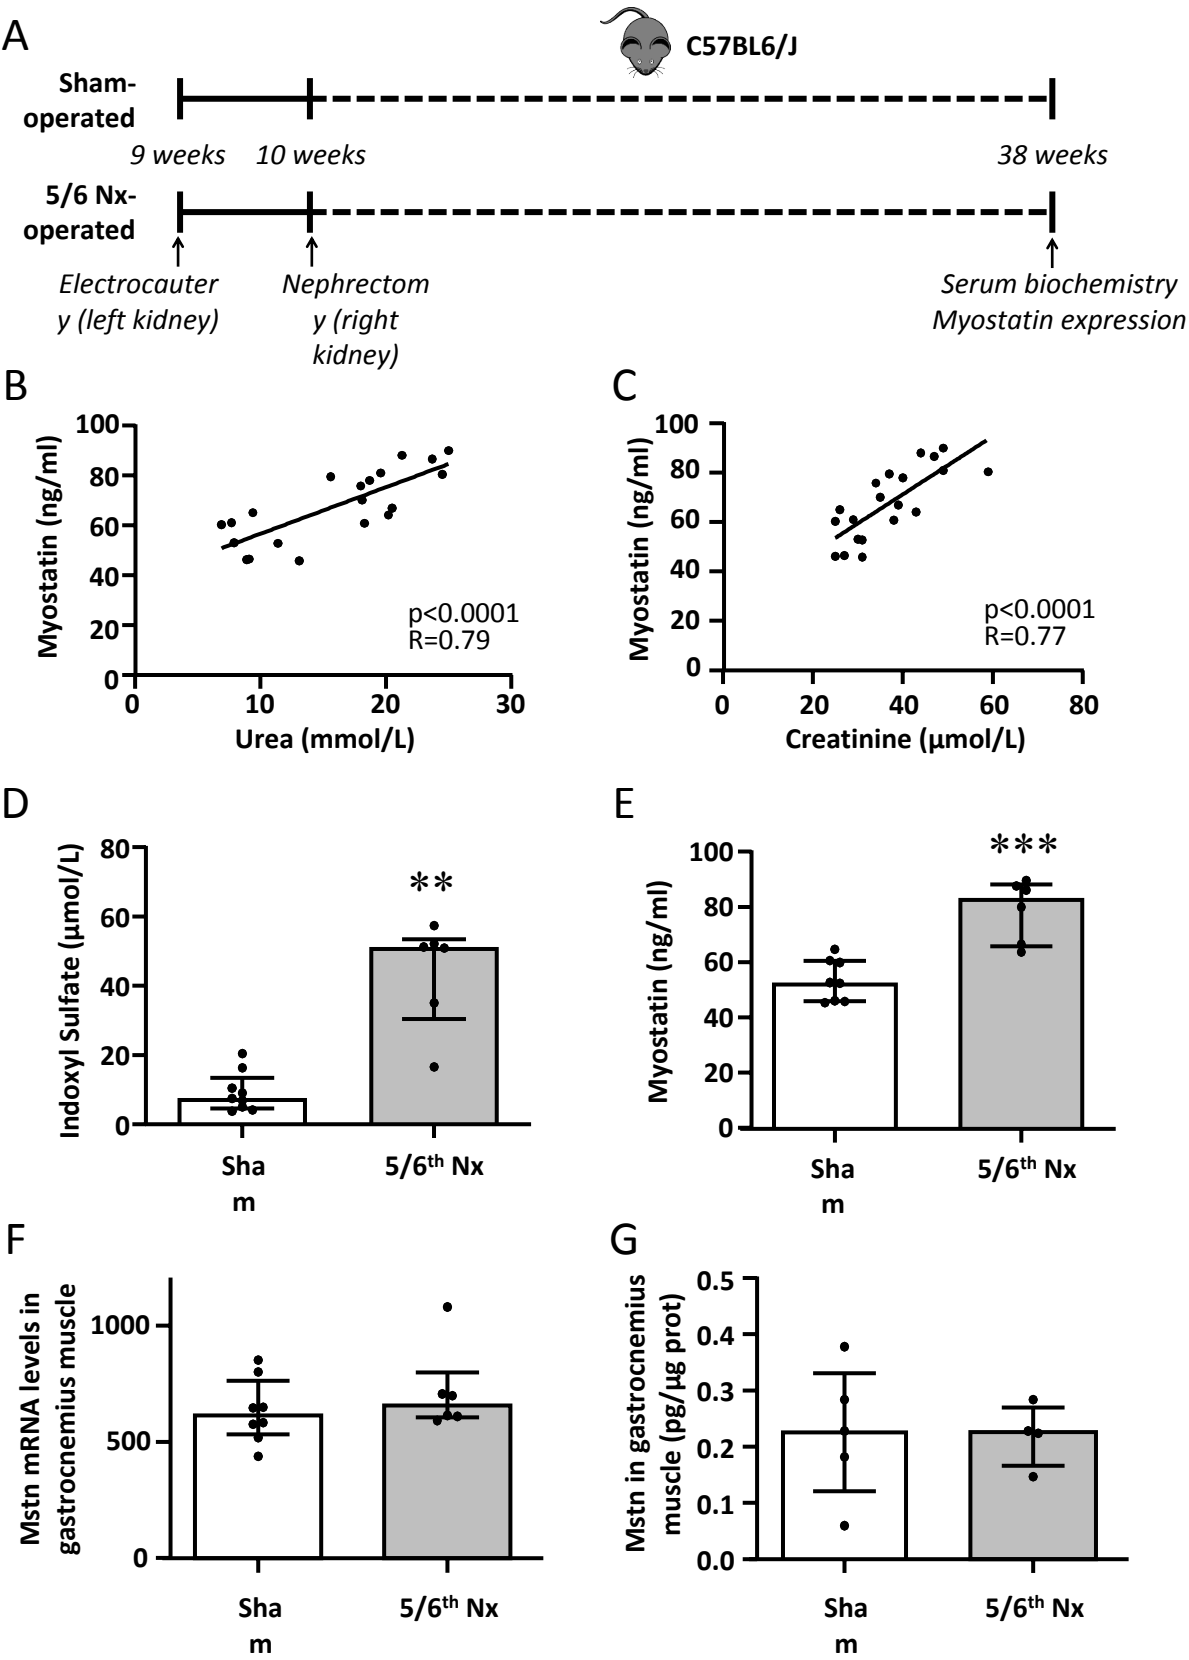 A
C57BL6/J
Sham-
operated
9 weeks 10 weeks 38 weeks
5/6 Nx-
operated
Electrocauter
y (left kidney)
Nephrectom
y (right
kidney)
Serum biochemistry
Myostatin expression
B
Myostatin (ng/ml)
100
80
60
40
20
0
p<0.0001
R=0.79
0 10 20 30
Urea (mmol/L)
C
Myostatin (ng/ml)
100
80
60
40
20
0
p<0.0001
R=0.77
0 20 40 60 80
Creatinine (µmol/L)
D
Indoxyl Sulfate (µmol/L)
80
60
40
20
0
**
Sha
m
5/6th Nx
E
Myostatin (ng/ml)
100
80
60
40
20
0
***
Sha
m
5/6th Nx
F
Mstn mRNA levels in
gastrocnemius muscle
1000
500
0
Sha
m
5/6th Nx
G
Mstn in gastrocnemius
muscle (pg/µg prot)
0.5
0.4
0.3
0.2
0.1
0.0
Sha
m
5/6th Nx